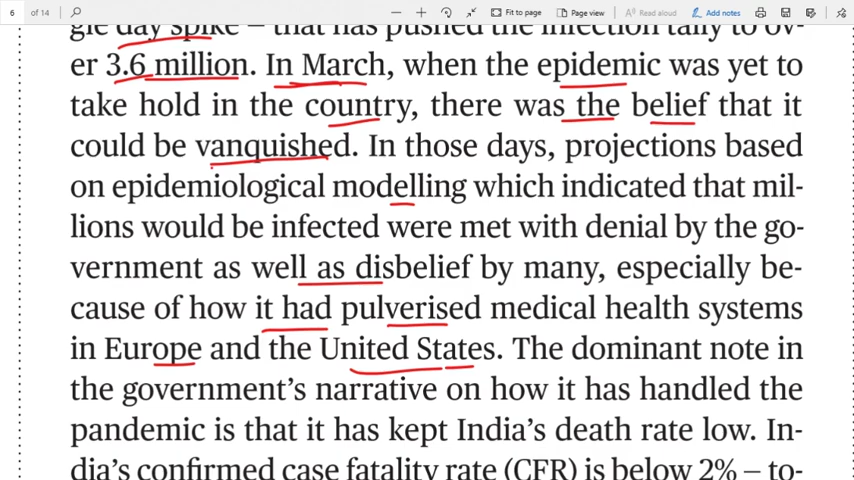 6 of 14 Fit to page Page view Read aloud Add notes
gle day spike – that has pushed the infection tally to ov-
er 3.6 million. In March, when the epidemic was yet to
take hold in the country, there was the belief that it
could be vanquished. In those days, projections based
on epidemiological modelling which indicated that mil-
lions would be infected were met with denial by the go-
vernment as well as disbelief by many, especially be-
cause of how it had pulverised medical health systems
in Europe and the United States. The dominant note in
the government’s narrative on how it has handled the
pandemic is that it has kept India’s death rate low. In-
dia’s confirmed case fatality rate (CFR) is below 2% – to-